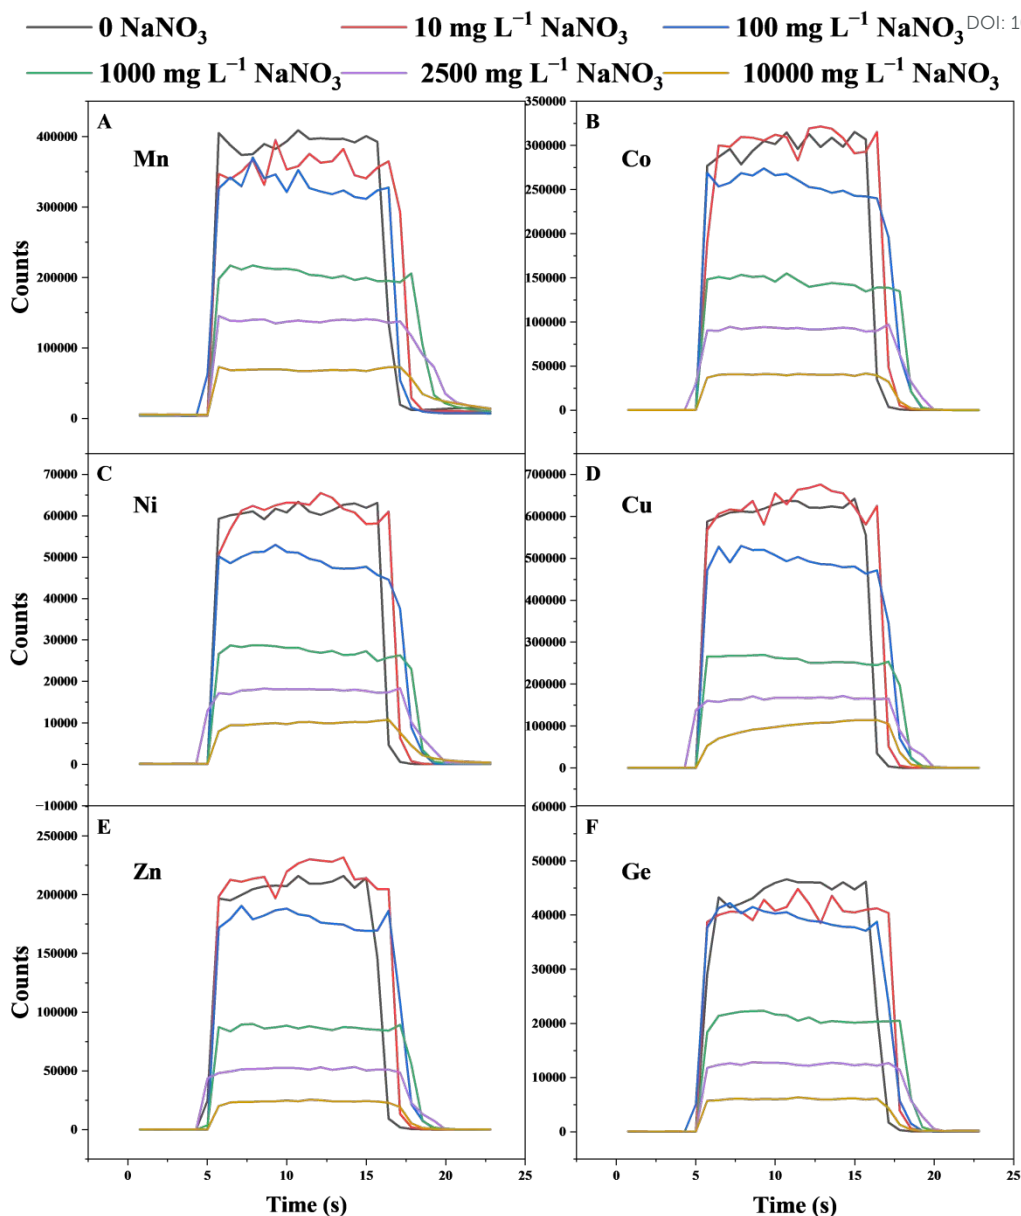 0 NaNO₃ 10 mg L⁻¹ NaNO₃ 100 mg L⁻¹ NaNO₃ DOI: 1
1000 mg L⁻¹ NaNO₃ 2500 mg L⁻¹ NaNO₃ 10000 mg L⁻¹ NaNO₃
A
Mn
Counts
400000
300000
200000
100000
0
B
Co
350000
300000
250000
200000
150000
100000
50000
0
C
Ni
Counts
70000
60000
50000
40000
30000
20000
10000
0
−10000
D
Cu
700000
600000
500000
400000
300000
200000
100000
0
E
Zn
Counts
250000
200000
150000
100000
50000
0
0 5 10 15 20 25
Time (s)
F
Ge
60000
50000
40000
30000
20000
10000
0
0 5 10 15 20 25
Time (s)